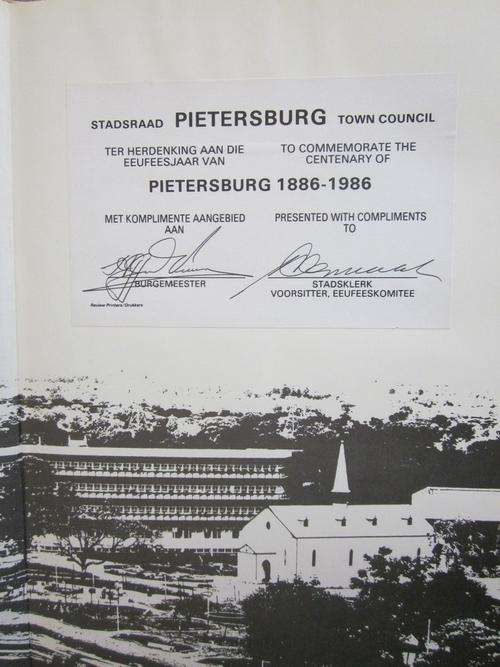 STADSRAAD PIETERSBURG TOWN COUNCIL
TER HERDENKING AAN DIE
EEUFEESJAAR VAN
TO COMMEMORATE THE
CENTENARY OF
PIETERSBURG 1886-1986
MET KOMPLIMENTE AANGEBIED
AAN
PRESENTED WITH COMPLIMENTS
TO
BURGEMEESTER
STADSKLERK
VOORSITTER, EEUFEESKOMITEE
Review Printers/Drukkers